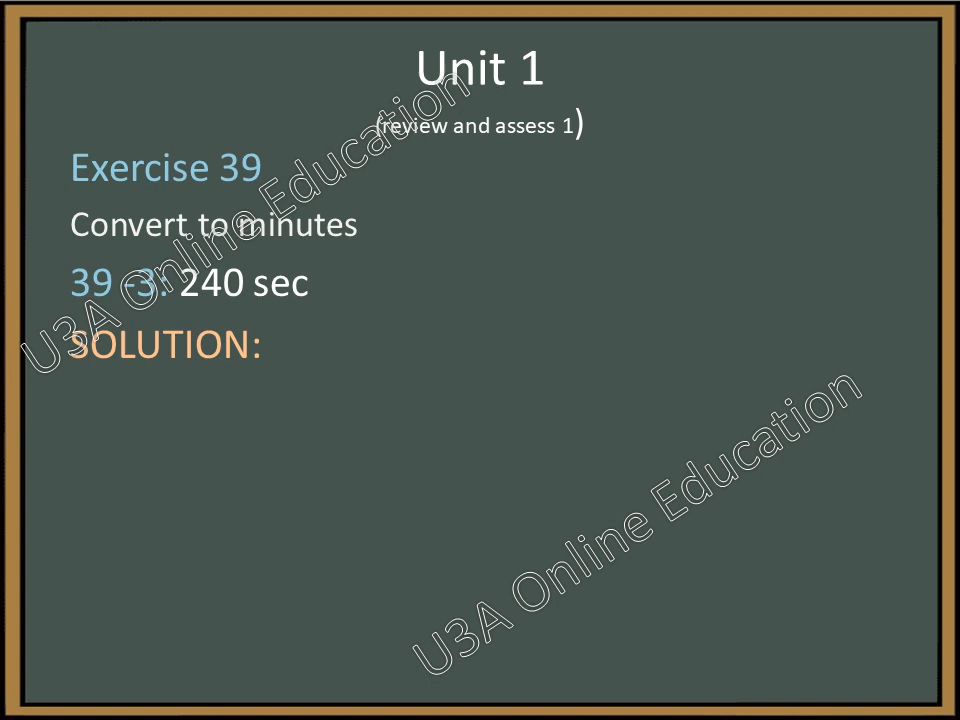 Unit 1
(review and assess 1)
Exercise 39
Convert to minutes
39 -3: 240 sec
SOLUTION:
U3A Online Education
U3A Online Education